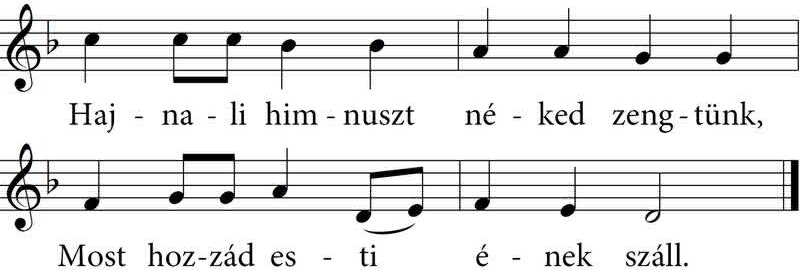 Haj - na - li him - nuszt né - ked zeng - tünk,
Most hoz-zád es - ti é - nek száll.